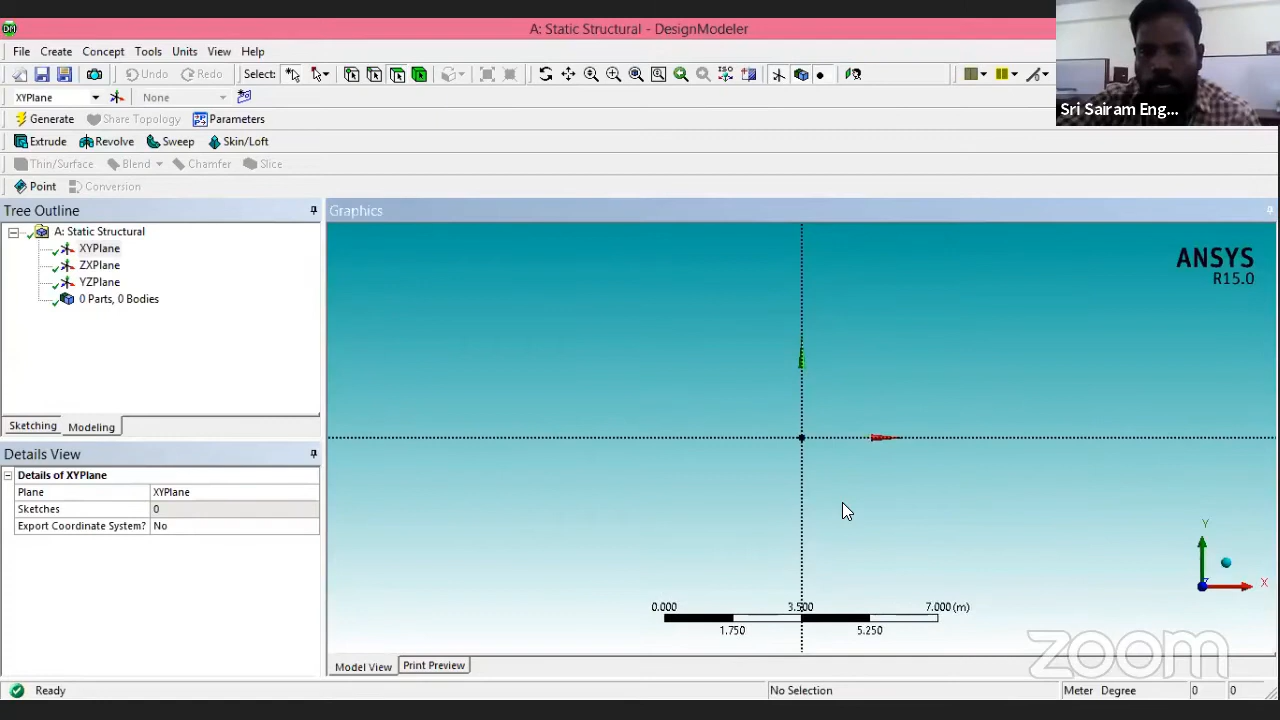 A: Static Structural - DesignModeler
File Create Concept Tools Units View Help
Undo Redo Select:
XYPlane None
Generate Share Topology Parameters
Extrude Revolve Sweep Skin/Loft
Thin/Surface Blend Chamfer Slice
Point Conversion
Sri Sairam Eng...
Tree Outline
A: Static Structural
XYPlane
ZXPlane
YZPlane
0 Parts, 0 Bodies
Sketching Modeling
Details View
Details of XYPlane
Plane XYPlane
Sketches 0
Export Coordinate System? No
Graphics
ANSYS
R15.0
Y
X
0.000 3.500 7.000 (m)
1.750 5.250
zoom
Model View Print Preview
Ready No Selection Meter Degree 0 0